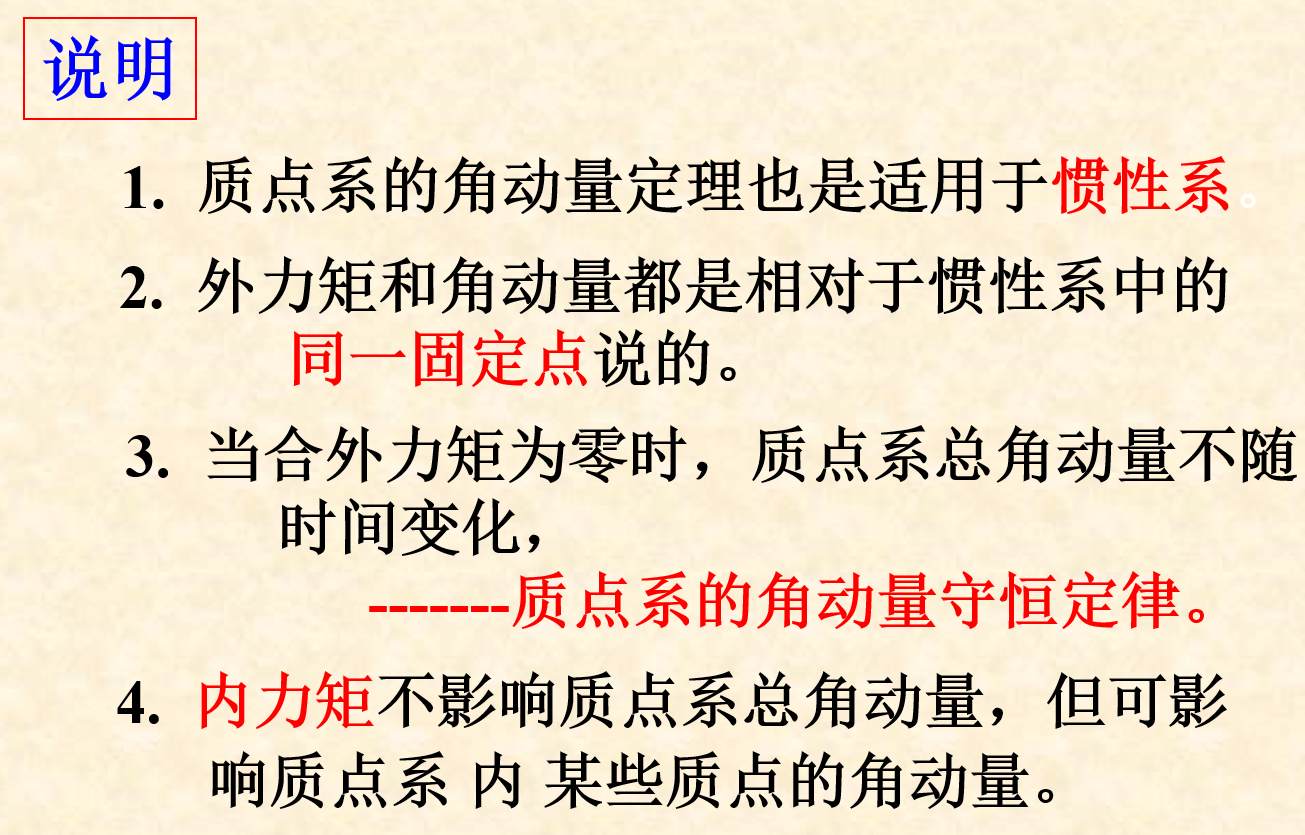 说明
1. 质点系的角动量定理也是适用于惯性系。
2. 外力矩和角动量都是相对于惯性系中的
同一固定点说的。
3. 当合外力矩为零时，质点系总角动量不随
时间变化，
-------质点系的角动量守恒定律。
4. 内力矩不影响质点系总角动量，但可影
响质点系 内 某些质点的角动量。